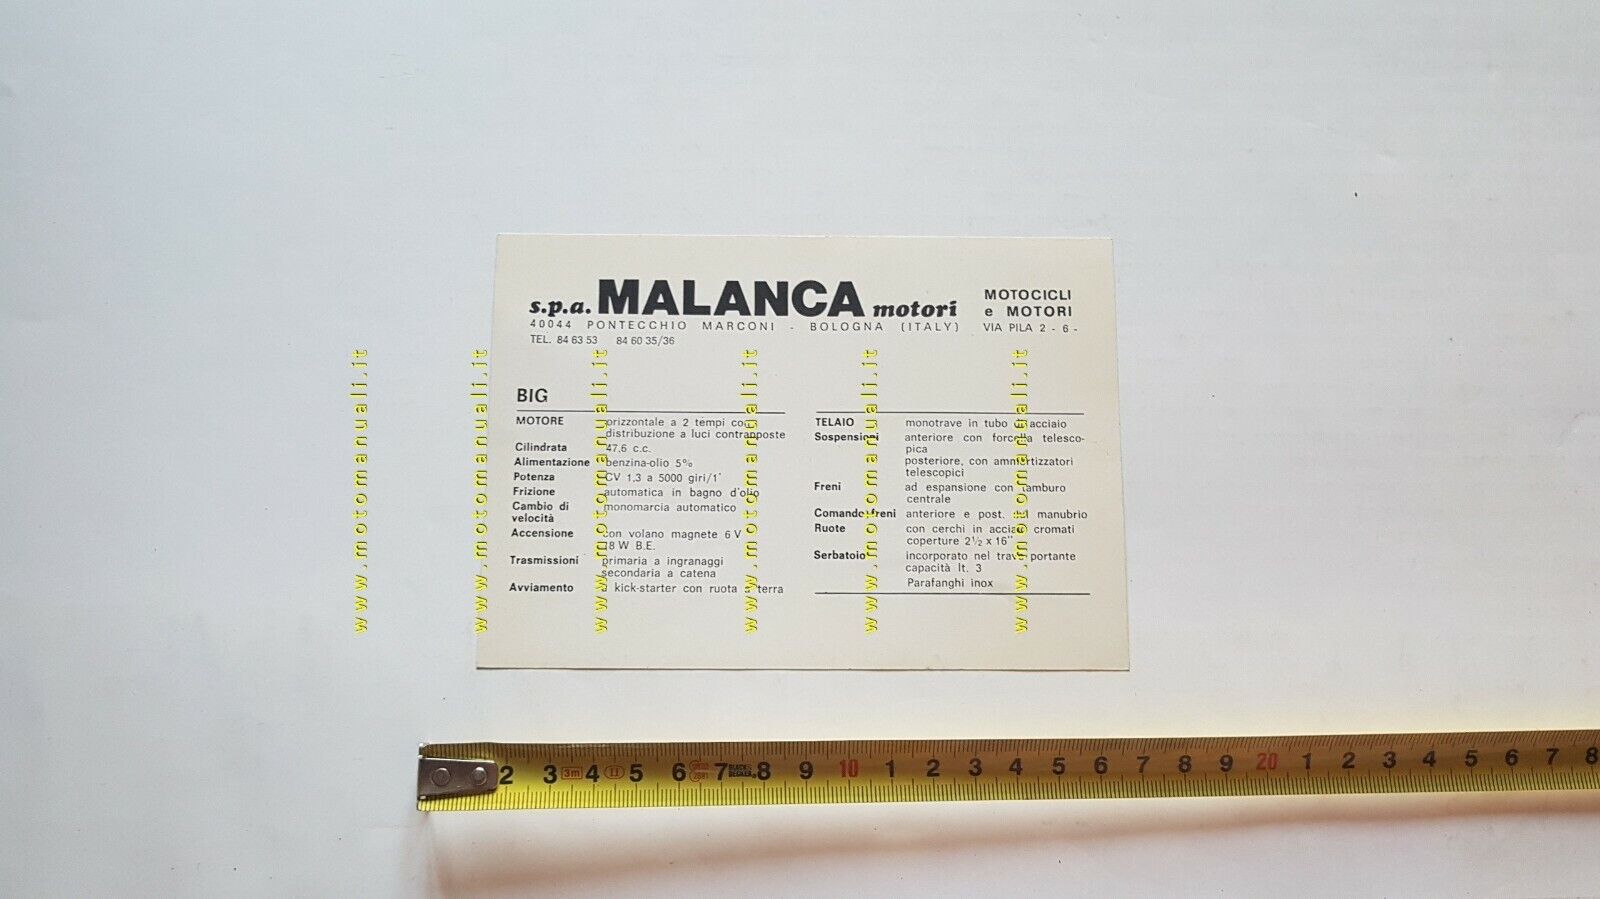 s.p.a. MALANCA motori
40044 PONTECCHIO MARCONI - BOLOGNA (ITALY)
TEL. 84 63 53 84 60 35/36
MOTOCICLI
e MOTORI
VIA PILA 2 - 6 -
BIG
MOTORE orizzontale a 2 tempi con
distribuzione a luci contrapposte
Cilindrata 47,6 c.c.
Alimentazione benzina-olio 5%
Potenza CV 1,3 a 5000 giri/1'
Frizione automatica in bagno d'olio
Cambio di monomarcia automatico
velocità
Accensione con volano magnete 6 V
18 W B.E.
Trasmissioni primaria a ingranaggi
secondaria a catena
Avviamento a kick-starter con ruota a terra
TELAIO monotrave in tubo di acciaio
Sospensioni anteriore con forcella telesco-
pica
posteriore, con ammortizzatori
telescopici
Freni ad espansione con tamburo
centrale
Comando freni anteriore e post. al manubrio
Ruote con cerchi in acciaio cromati
coperture 2½ x 16"
Serbatoio incorporato nel trave portante
capacità lt. 3
Parafanghi inox
www.motomanuali.it
www.motomanuali.it
www.motomanuali.it
www.motomanuali.it
www.motomanuali.it
www.motomanuali.it
2 3 3m 4 II 5 6 7 BLACK & DECKER 8 9 10 1 2 3 4 5 6 7 8 9 20 1 2 3 4 5 6 7 8